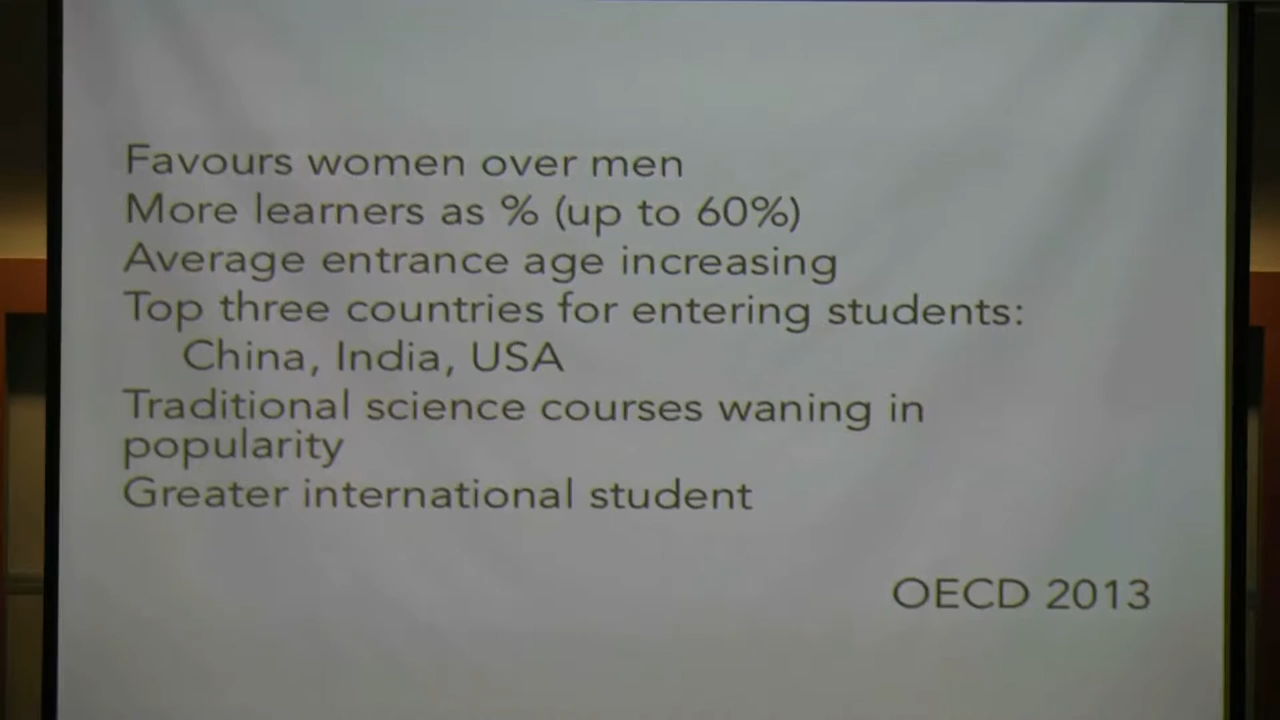 Favours women over men
More learners as % (up to 60%)
Average entrance age increasing
Top three countries for entering students:
China, India, USA
Traditional science courses waning in
popularity
Greater international student
OECD 2013